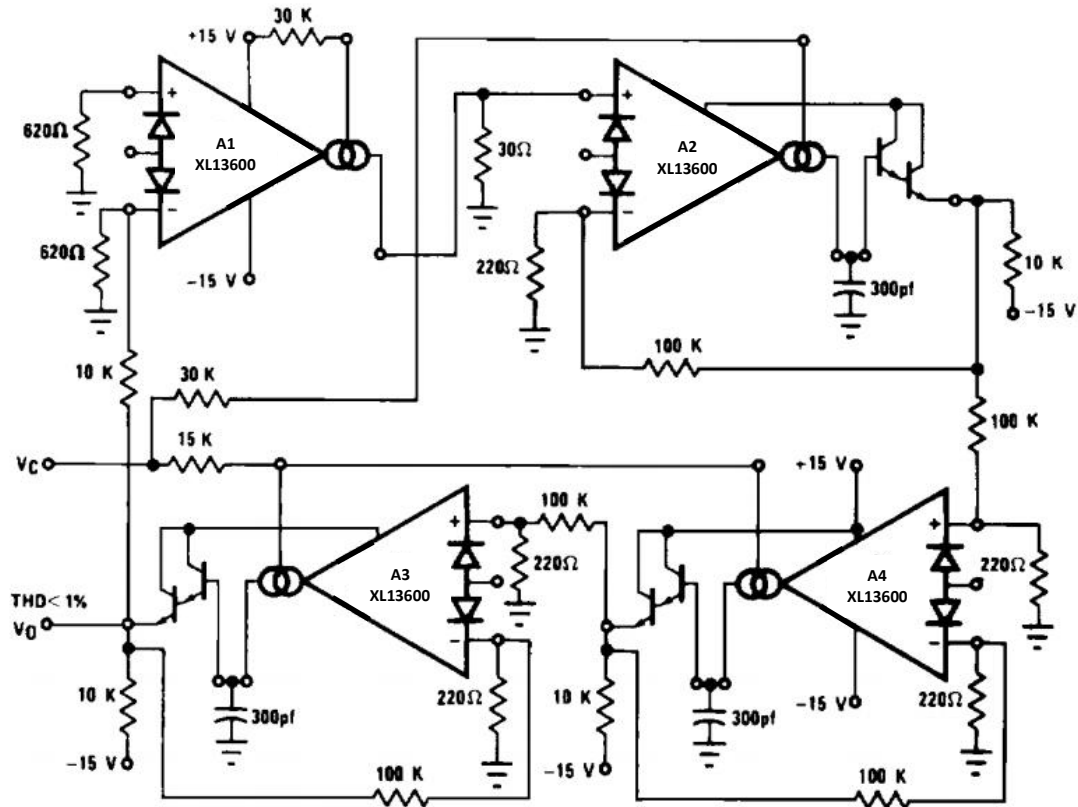 30 K
+15 V
620Ω
+
A1
XL13600
−
620Ω
−15 V
30Ω
+
A2
XL13600
−
220Ω
300pf
10 K
−15 V
100 K
10 K
30 K
100 K
15 K
VC
+15 V
100 K
+
A3
XL13600
220Ω
−
+
A4
XL13600
220Ω
−
THD< 1%
VO
10 K
300pf
220Ω
10 K
300pf
−15 V
220Ω
−15 V
−15 V
100 K
100 K